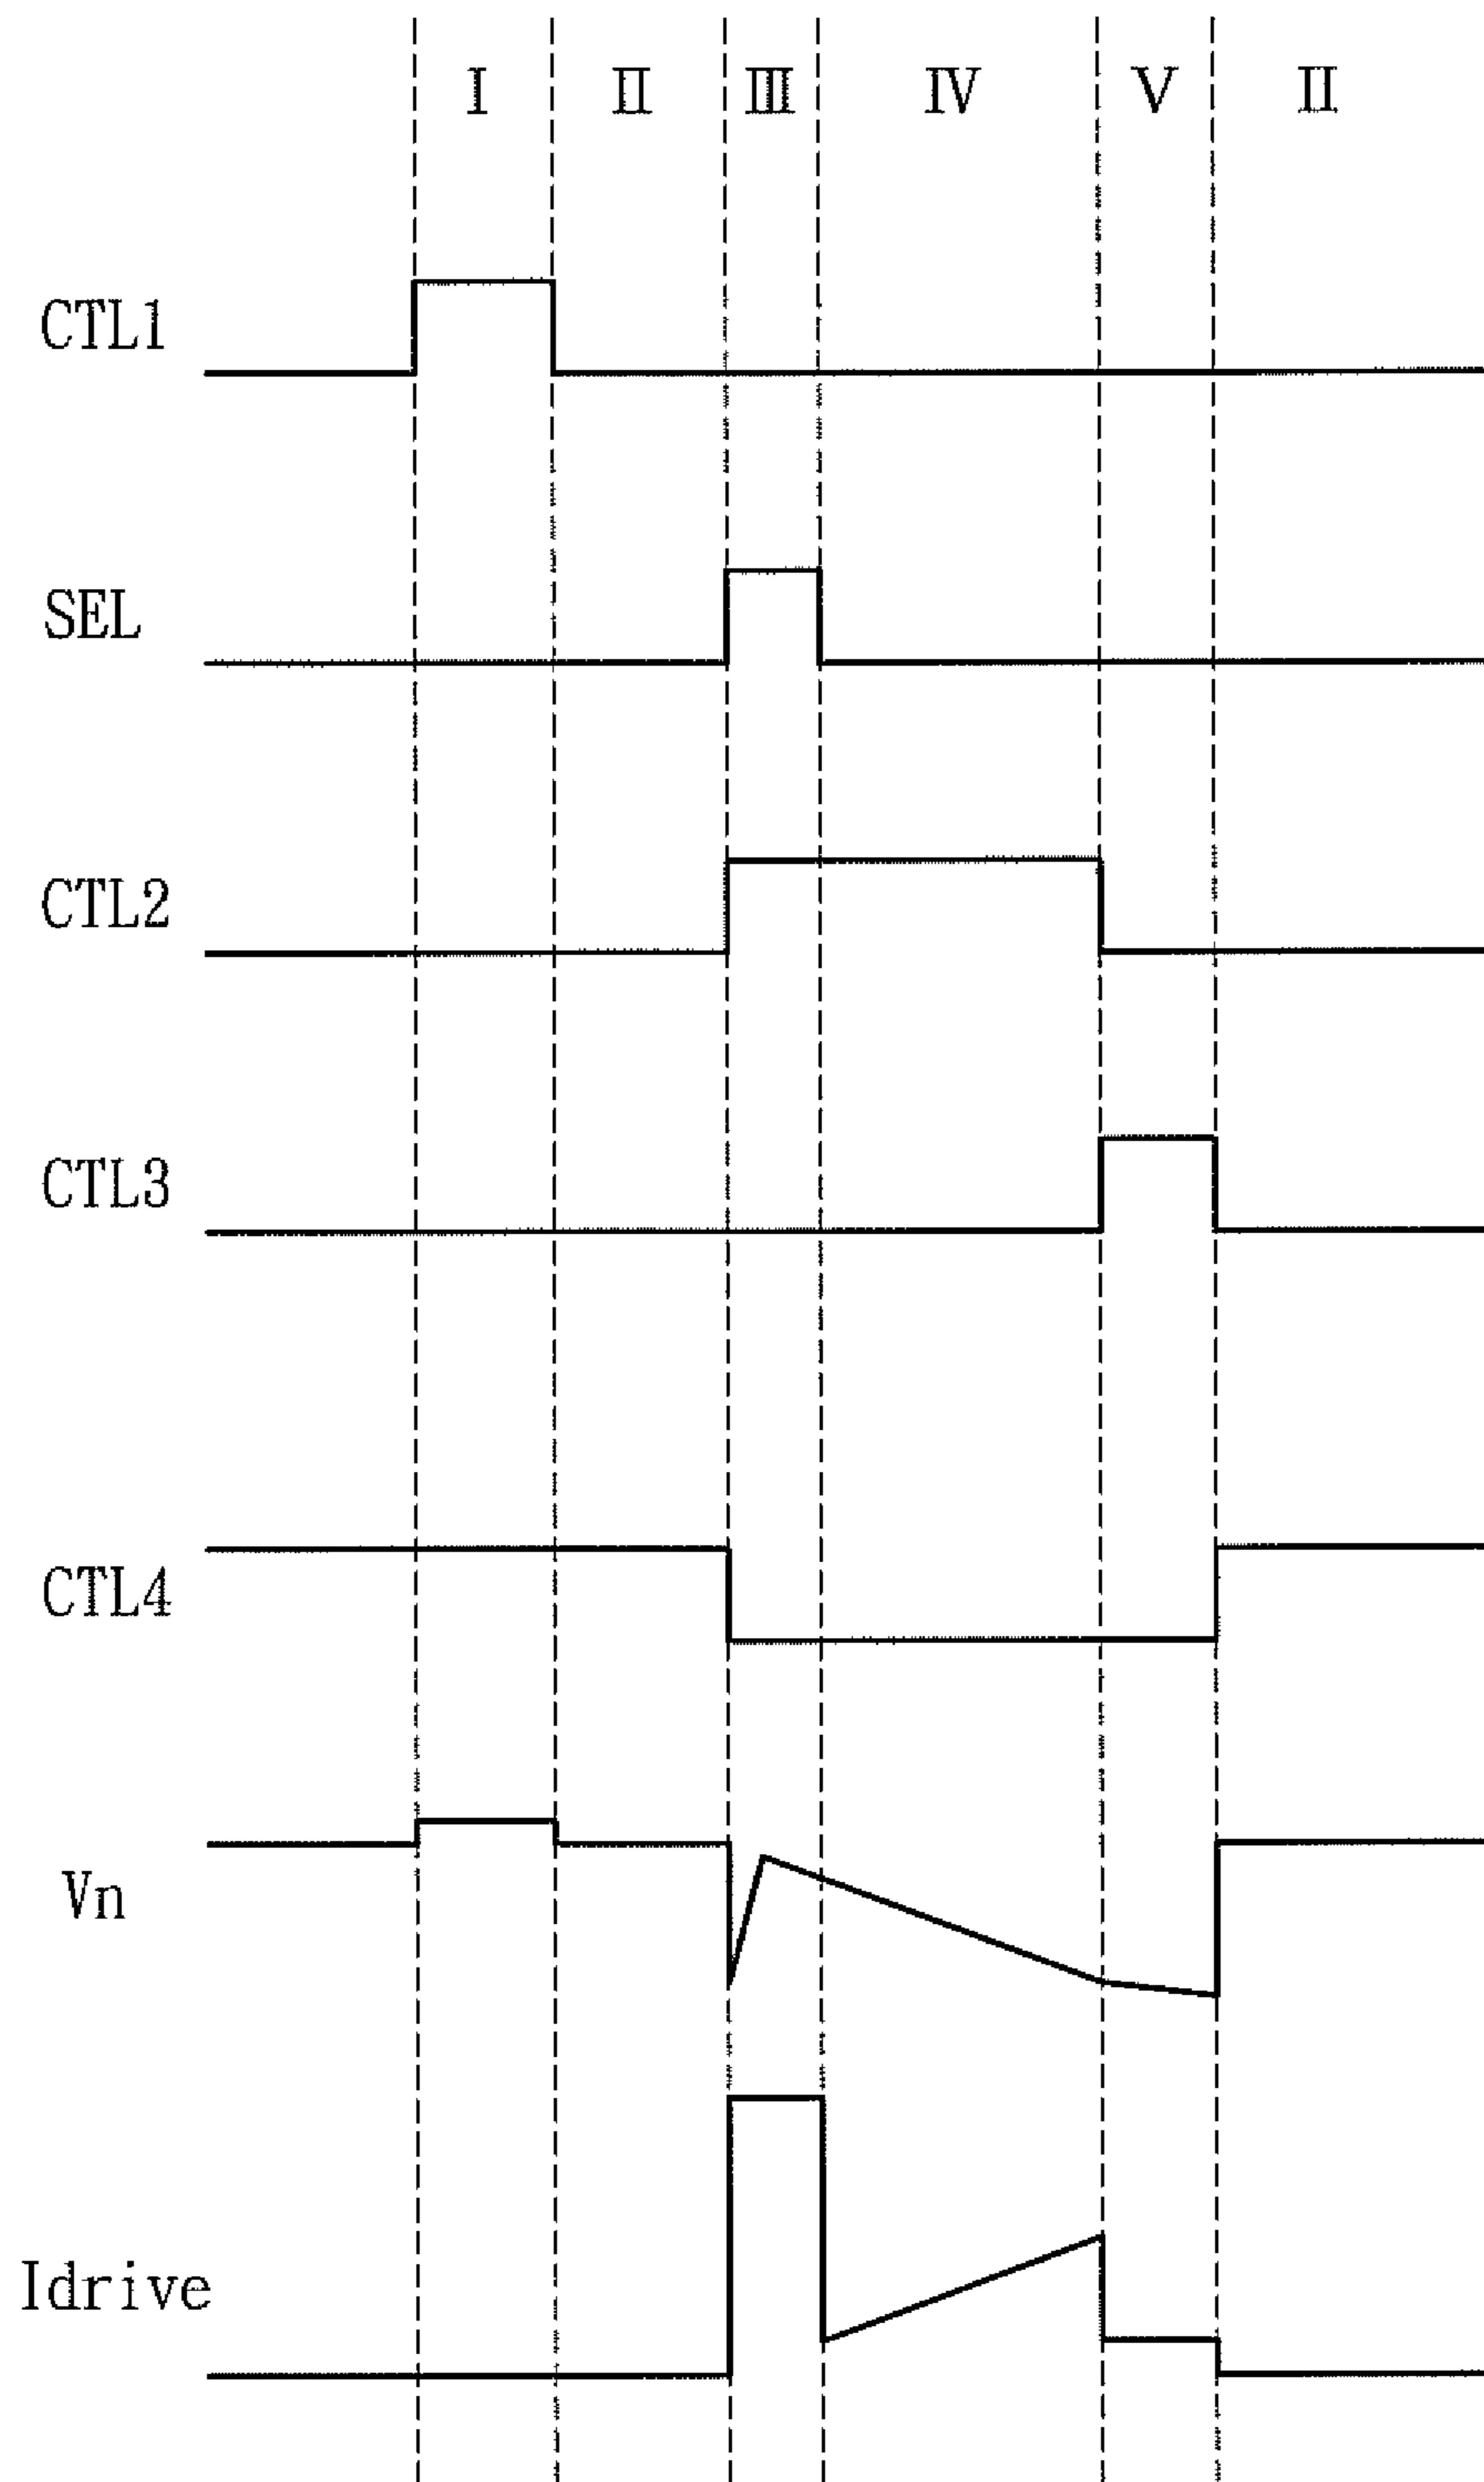 Ⅰ Ⅱ Ⅲ Ⅳ Ⅴ Ⅱ
CTL1
SEL
CTL2
CTL3
CTL4
Vn
Idrive